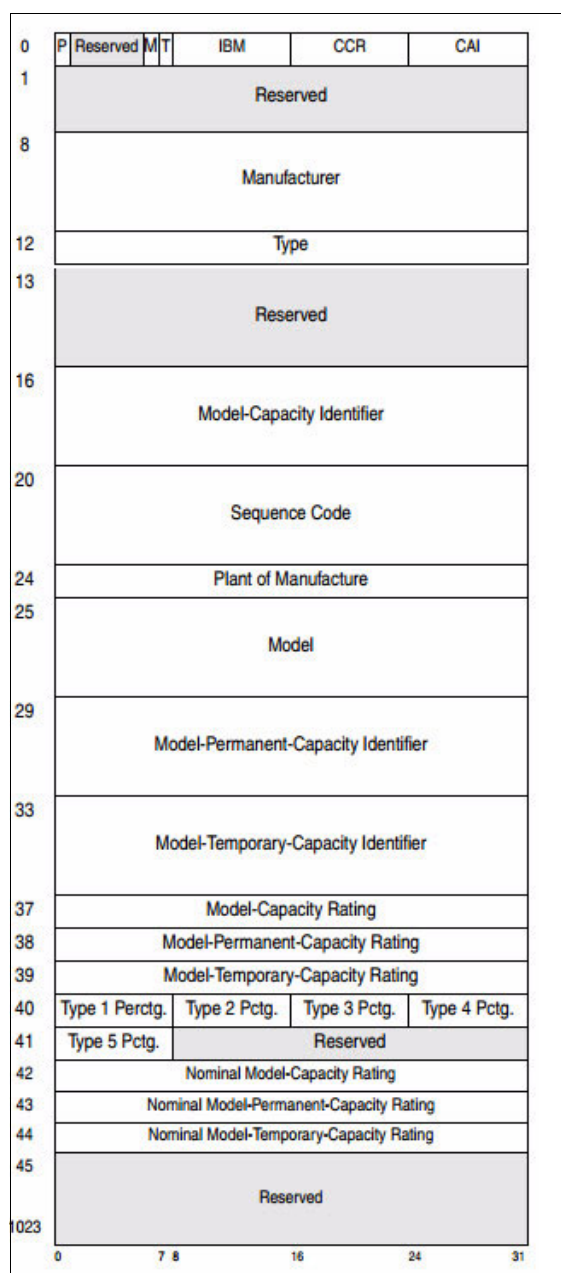 0 P Reserved M T IBM CCR CAI
1
Reserved
8
Manufacturer
12 Type
13
Reserved
16
Model-Capacity Identifier
20
Sequence Code
24 Plant of Manufacture
25
Model
29
Model-Permanent-Capacity Identifier
33
Model-Temporary-Capacity Identifier
37 Model-Capacity Rating
38 Model-Permanent-Capacity Rating
39 Model-Temporary-Capacity Rating
40 Type 1 Perctg. Type 2 Pctg. Type 3 Pctg. Type 4 Pctg.
41 Type 5 Pctg. Reserved
42 Nominal Model-Capacity Rating
43 Nominal Model-Permanent-Capacity Rating
44 Nominal Model-Temporary-Capacity Rating
45
Reserved
1023
0 7 8 16 24 31